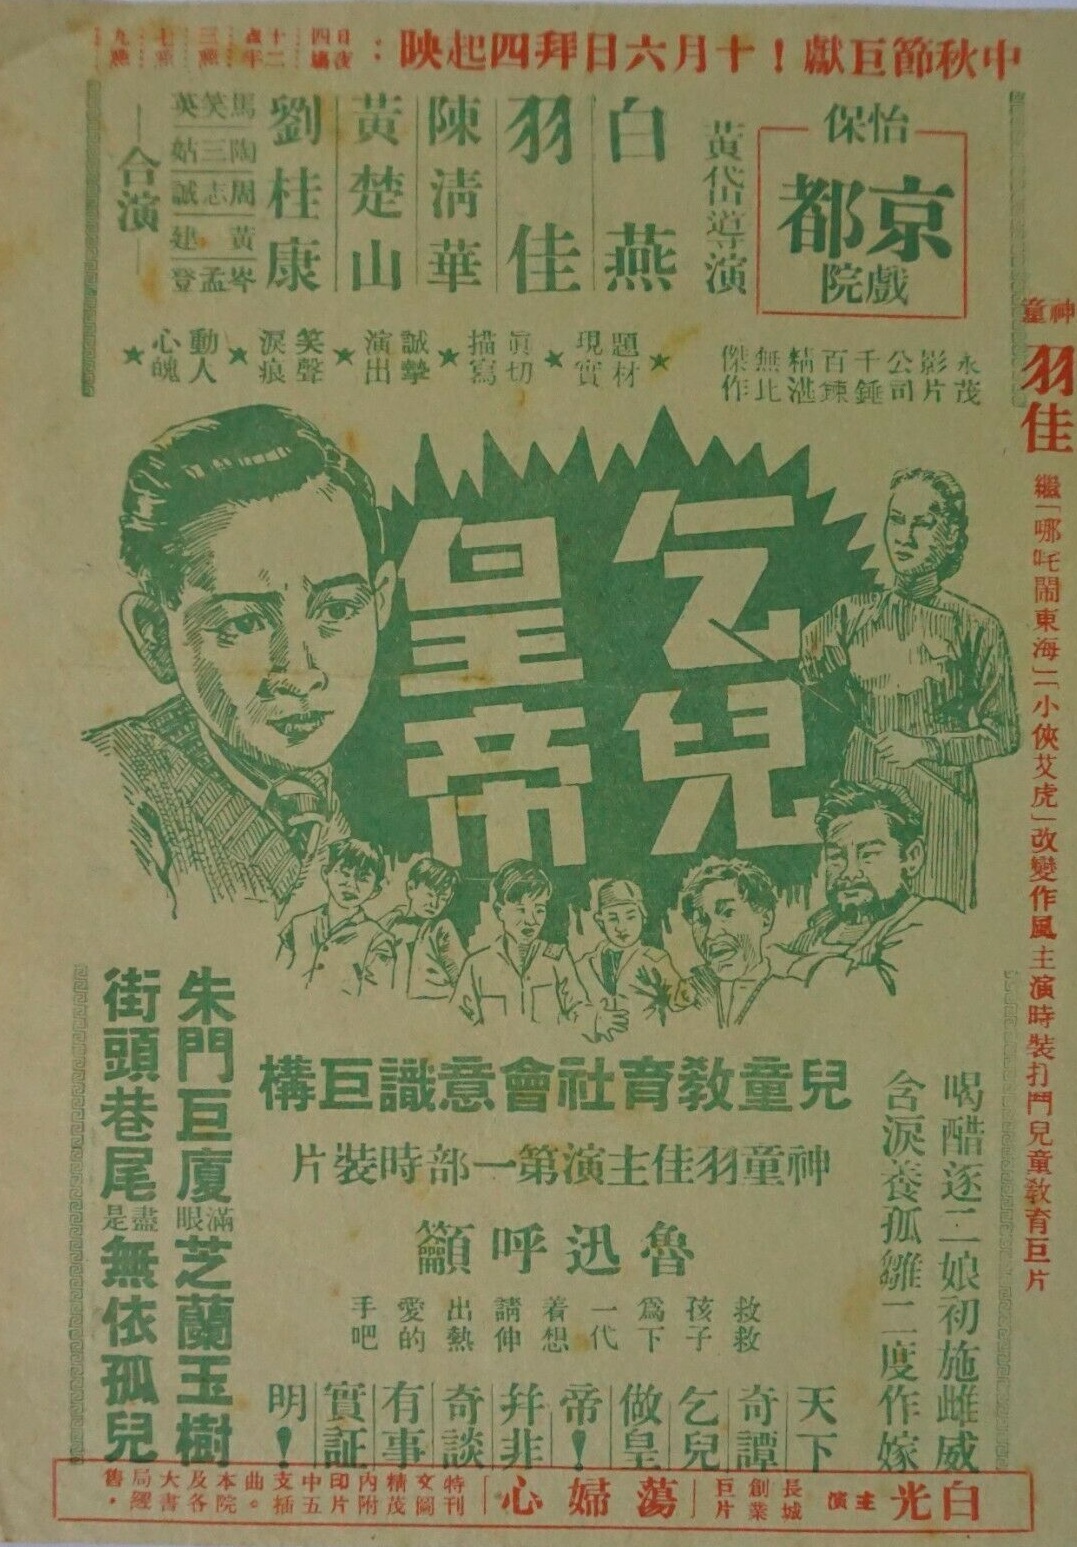 中秋節巨獻！十月六日拜四起映：
日夜四場
十二點半
三點
七點
九點
怡保
京都
戲院
黃岱導演
白燕
羽佳
陳清華
黃楚山
劉桂康
馬笑英
陶三姑
周志誠
黃建
岑孟登
—合演—
永茂影片公司千錘百鍊精湛無比傑作
★題材現實★真切描寫★誠摯演出★笑聲淚痕★動人心魄★
神童
羽佳
繼「哪吒鬧東海」「小俠艾虎」改變作風主演時裝打鬥兒童教育巨片
乞兒
皇帝
兒童教育社會意識巨構
神童羽佳主演第一部時裝片
魯迅呼籲
救救孩子為下一代着想請伸出熱愛的手吧
天下奇譚乞兒做皇帝！并非奇談有事實証明！
喝醋逐二娘初施雌威
含淚養孤雛二度作嫁
朱門巨廈滿眼芝蘭玉樹
街頭巷尾盡是無依孤兒
白光主演
長城創業巨片
「蕩婦心」
特刊文圖精茂內附印片中五支插曲。本院及各大書局經售。